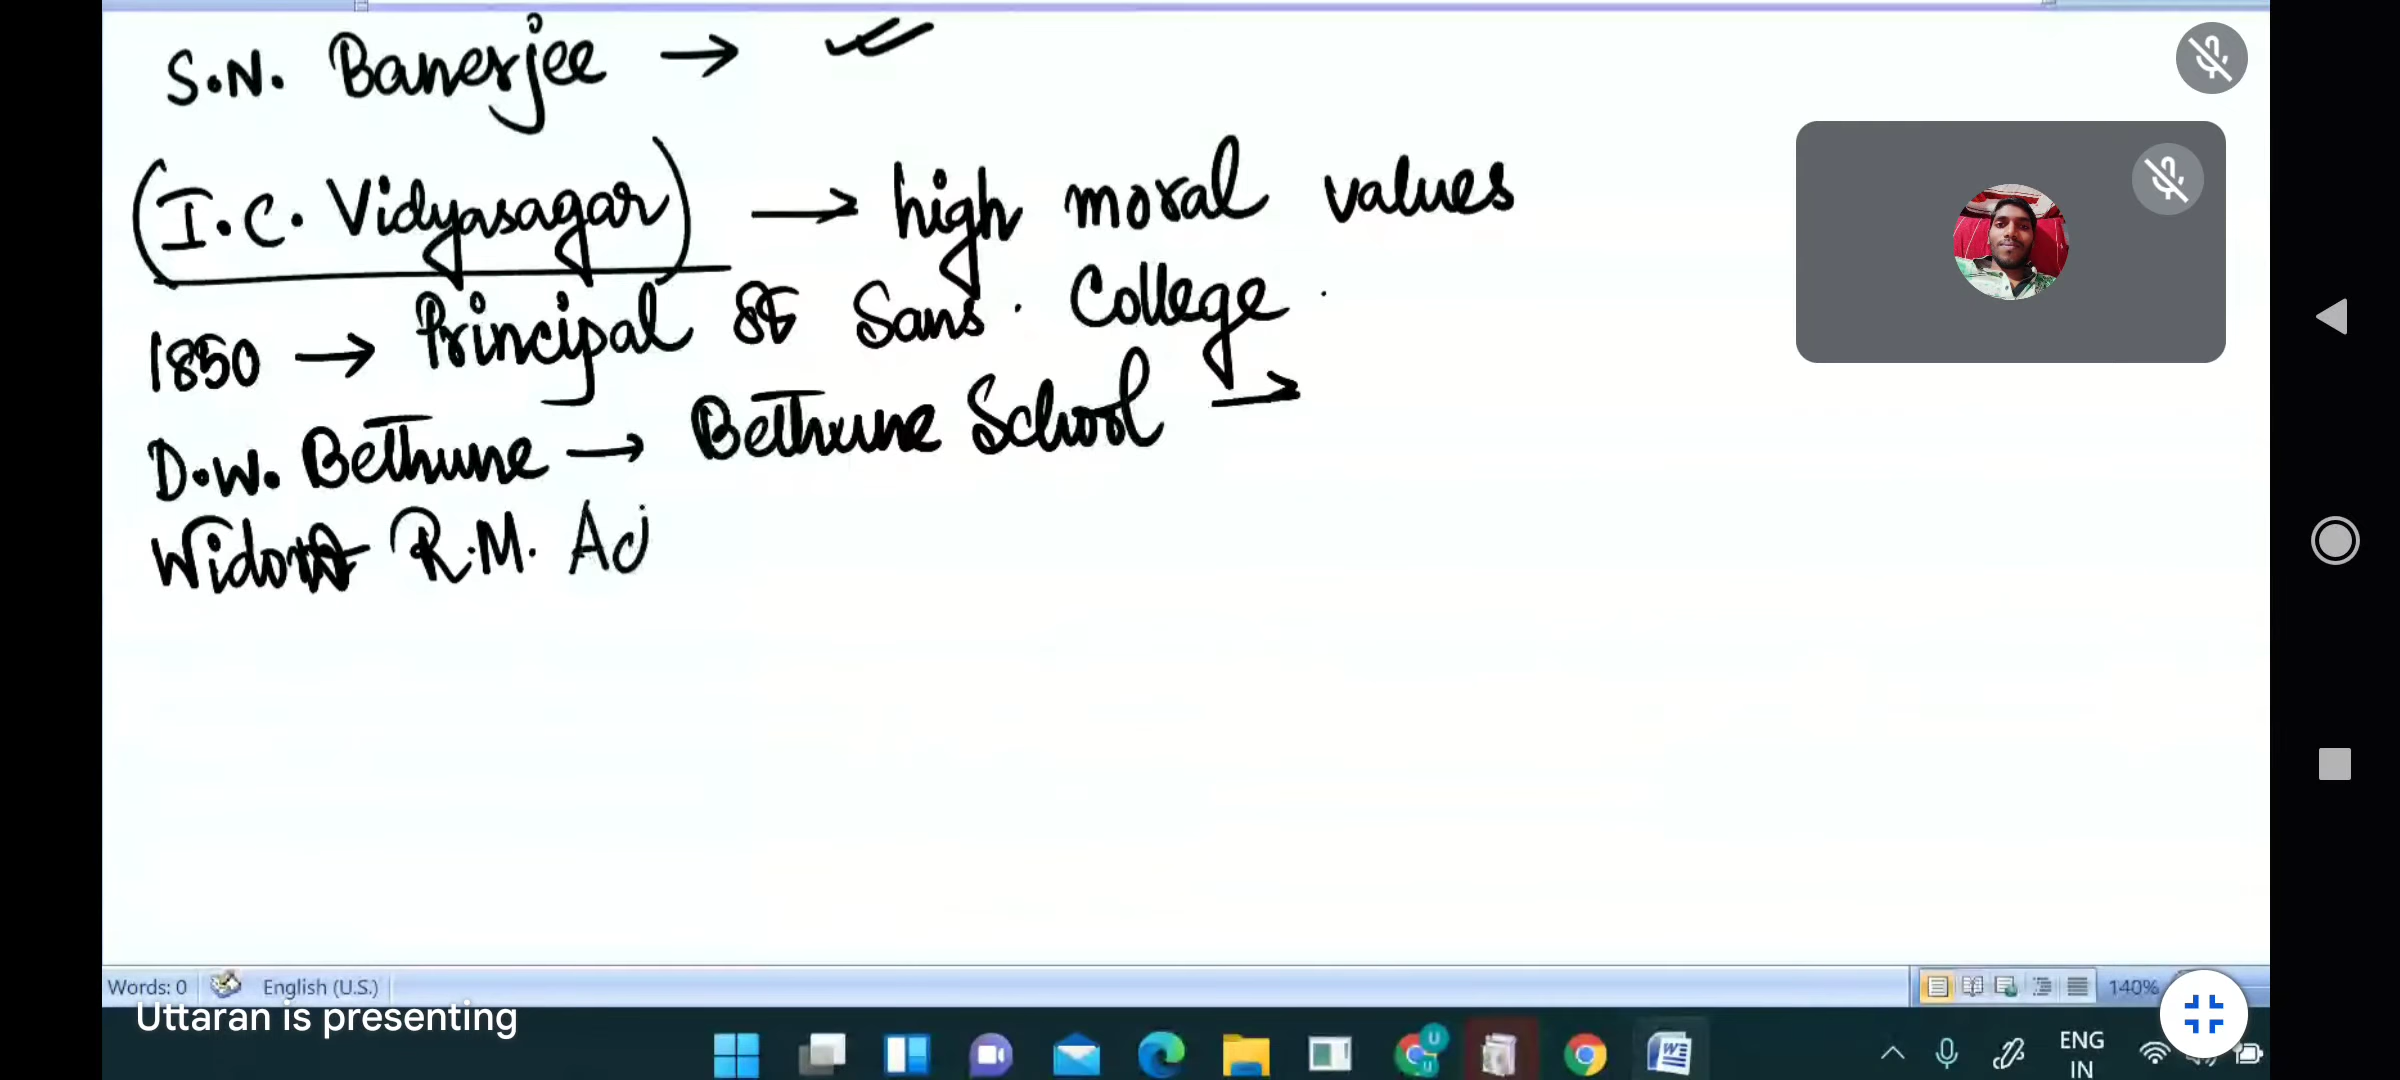 S.N. Banerjee →
(I.C. Vidyasagar) → high moral values
1850 → Principal of Sans. College.
D.W. Bethune → Bethune School →
Widow R.M. Act
Words: 0 English (U.S.) 140%
Uttaran is presenting
ENG
IN